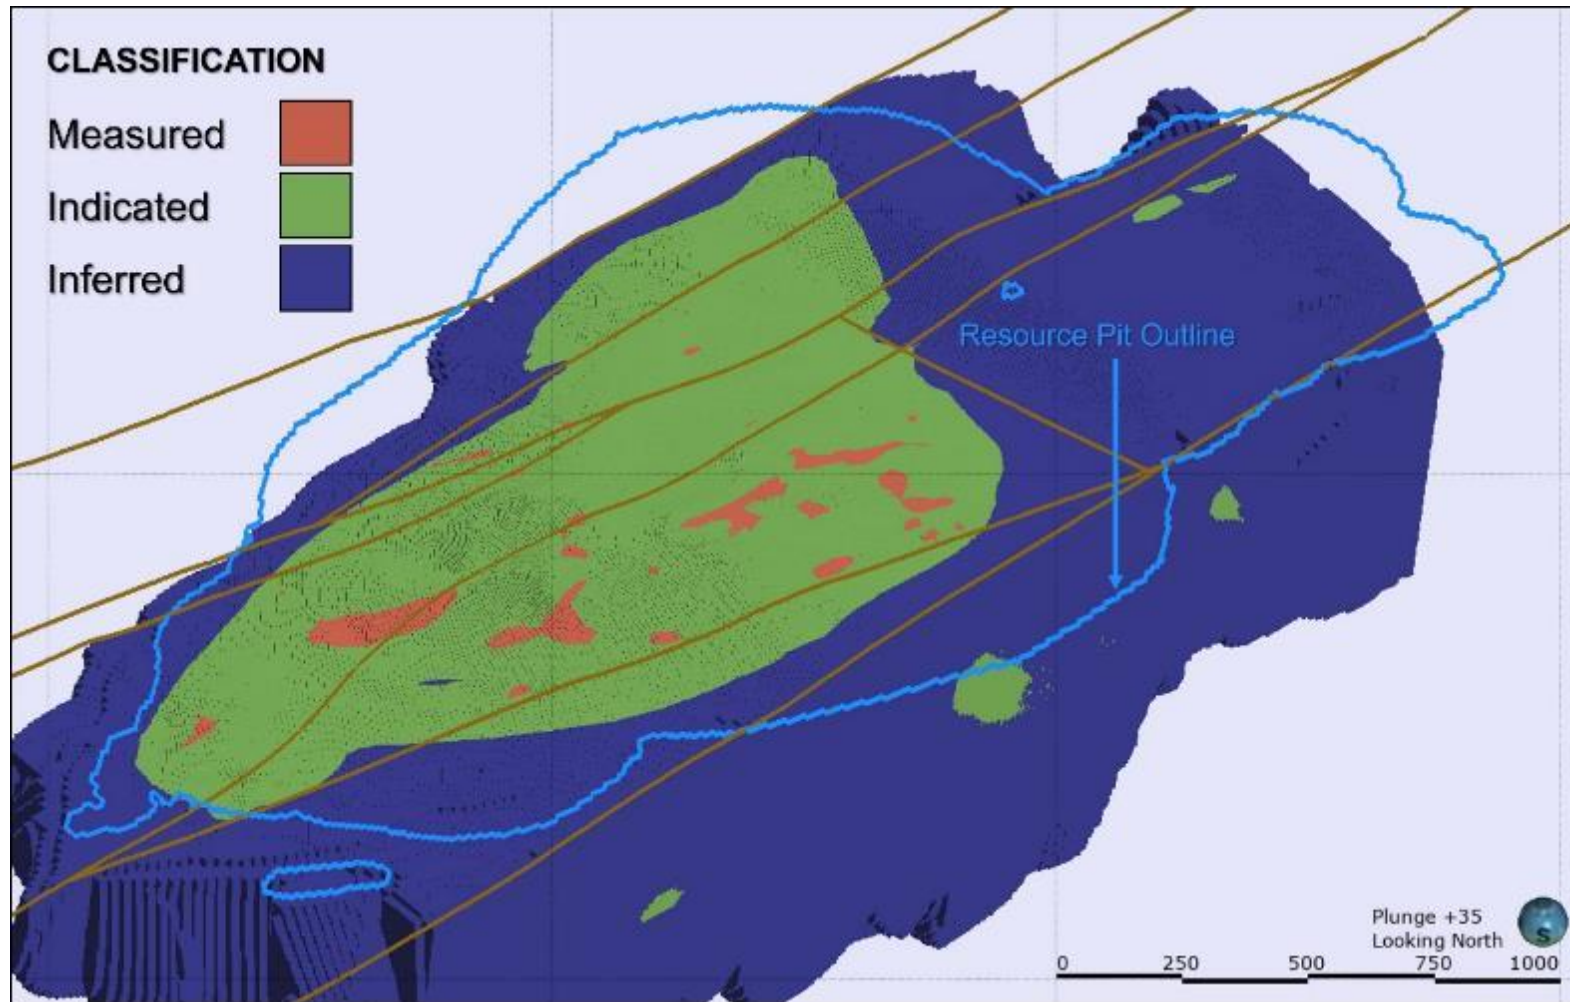 CLASSIFICATION
Measured
Indicated
Inferred
Resource Pit Outline
Plunge +35
Looking North
S
0 250 500 750 1000